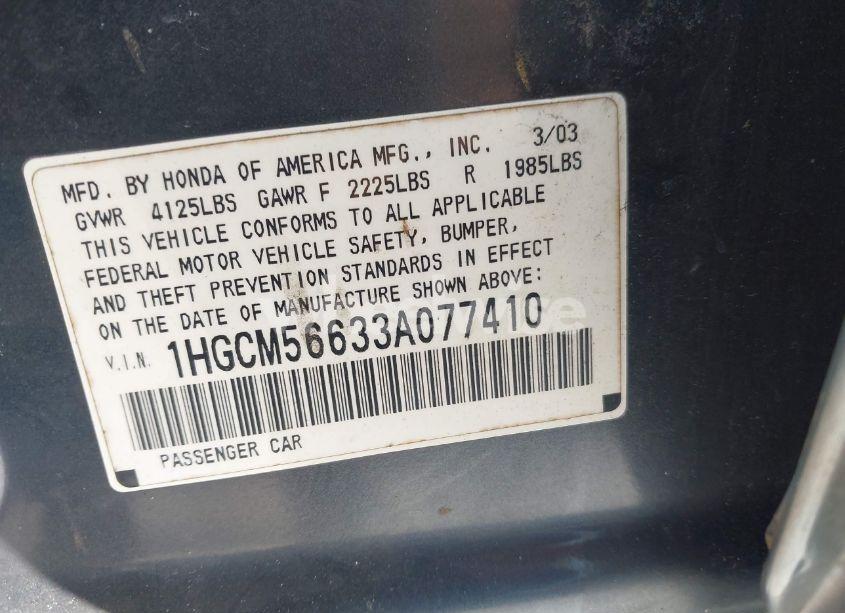 MFD. BY HONDA OF AMERICA MFG., INC. 3/03
GVWR 4125LBS GAWR F 2225LBS R 1985LBS
THIS VEHICLE CONFORMS TO ALL APPLICABLE
FEDERAL MOTOR VEHICLE SAFETY, BUMPER,
AND THEFT PREVENTION STANDARDS IN EFFECT
ON THE DATE OF MANUFACTURE SHOWN ABOVE:
V.I.N. 1HGCM56633A077410
PASSENGER CAR